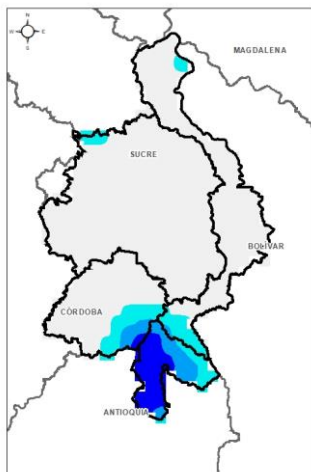 N
E
S
MAGDALENA
SUCRE
BOLÍVAR
CÓRDOBA
ANTIOQUIA